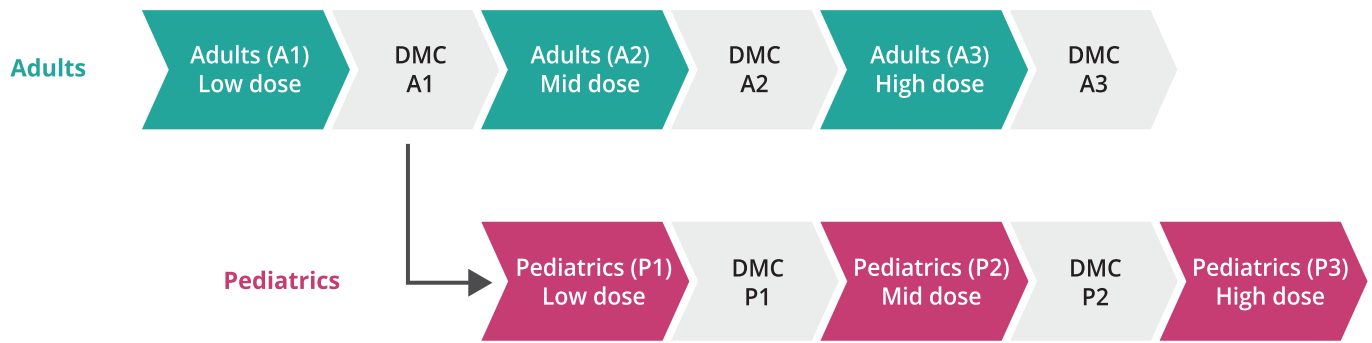 Adults
Adults (A1)
Low dose
DMC
A1
Adults (A2)
Mid dose
DMC
A2
Adults (A3)
High dose
DMC
A3
Pediatrics
Pediatrics (P1)
Low dose
DMC
P1
Pediatrics (P2)
Mid dose
DMC
P2
Pediatrics (P3)
High dose